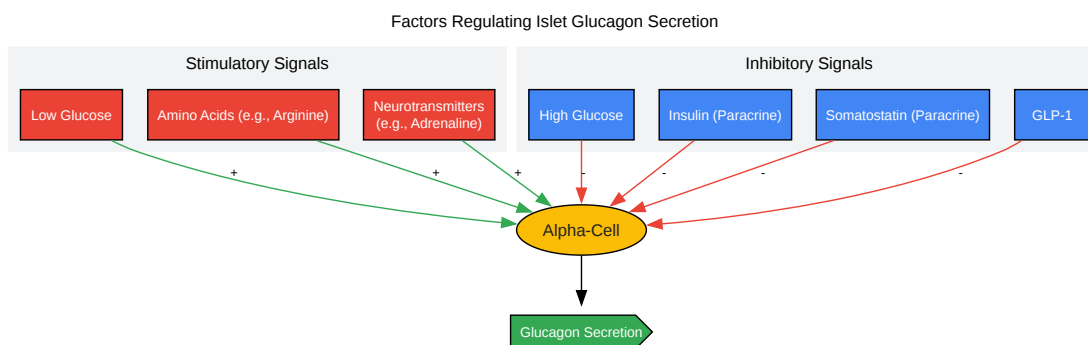 Factors Regulating Islet Glucagon Secretion
Stimulatory Signals
Inhibitory Signals
Low Glucose
Amino Acids (e.g., Arginine)
Neurotransmitters
(e.g., Adrenaline)
High Glucose
Insulin (Paracrine)
Somatostatin (Paracrine)
GLP-1
+
+
+
-
-
-
-
Alpha-Cell
Glucagon Secretion